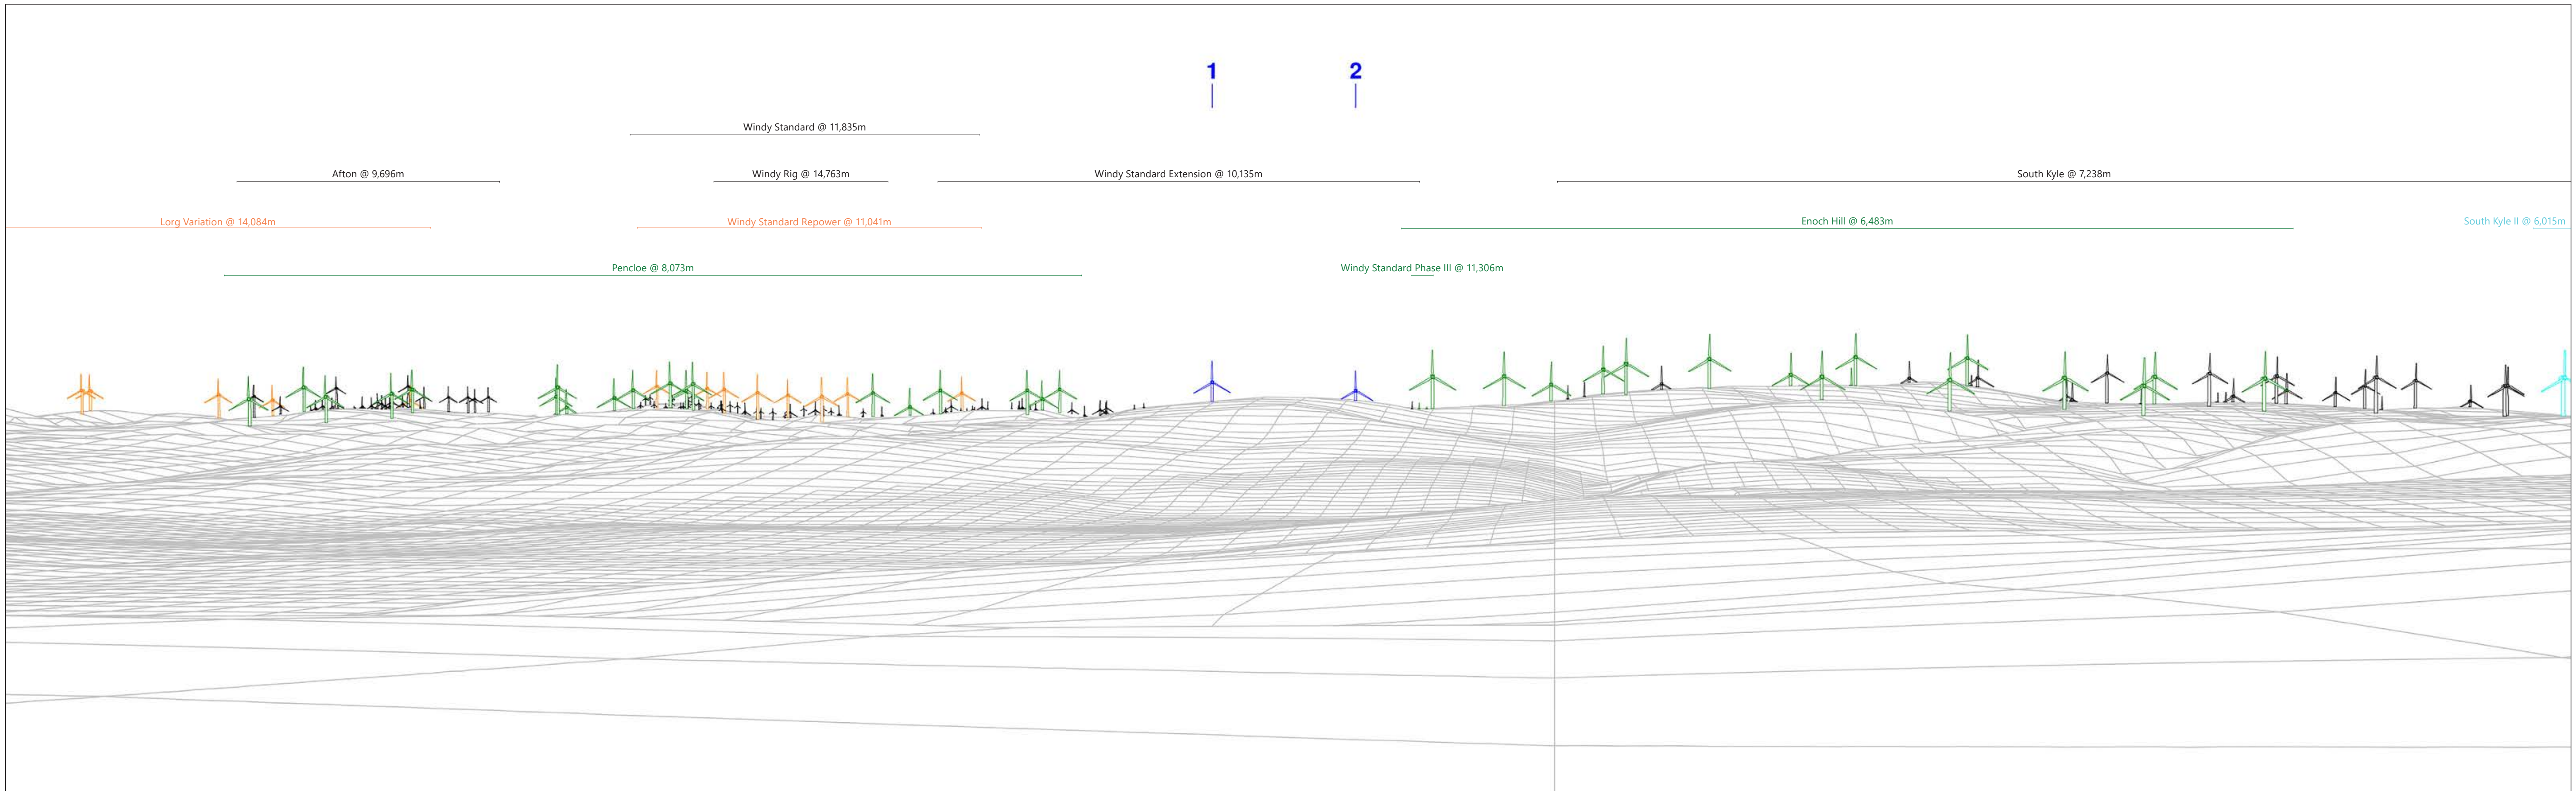 1 2
Windy Standard @ 11,835m
Afton @ 9,696m Windy Rig @ 14,763m Windy Standard Extension @ 10,135m South Kyle @ 7,238m
Lorg Variation @ 14,084m Windy Standard Repower @ 11,041m Enoch Hill @ 6,483m South Kyle II @ 6,015m
Pencloe @ 8,073m Windy Standard Phase III @ 11,306m